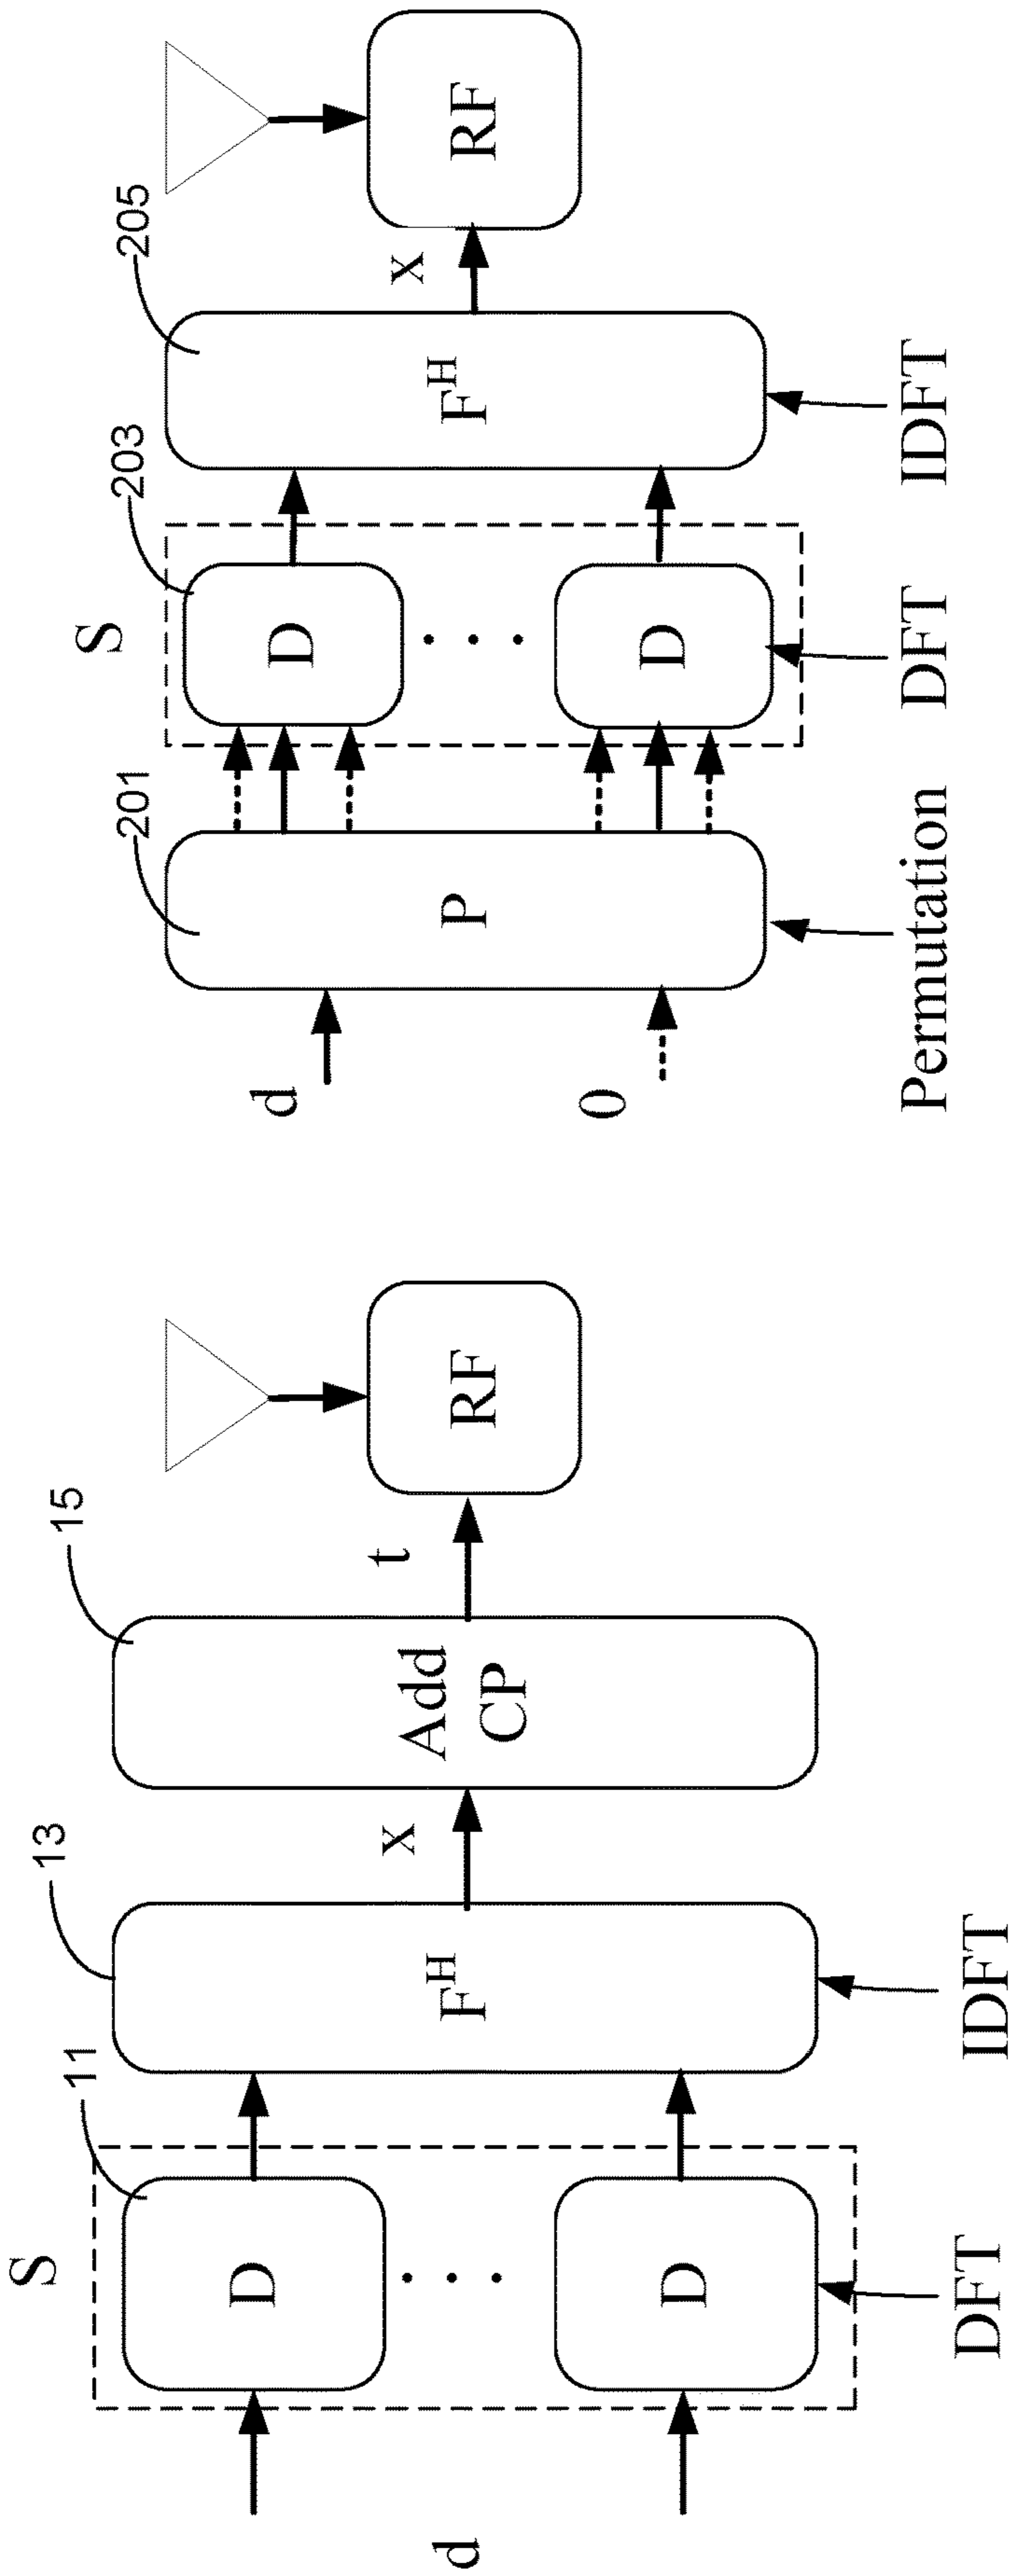 S
11
13
15
d
D
D
F^H
x
Add
CP
t
RF
DFT
IDFT
S
201
203
205
d
0
P
D
D
F^H
x
RF
Permutation
DFT
IDFT